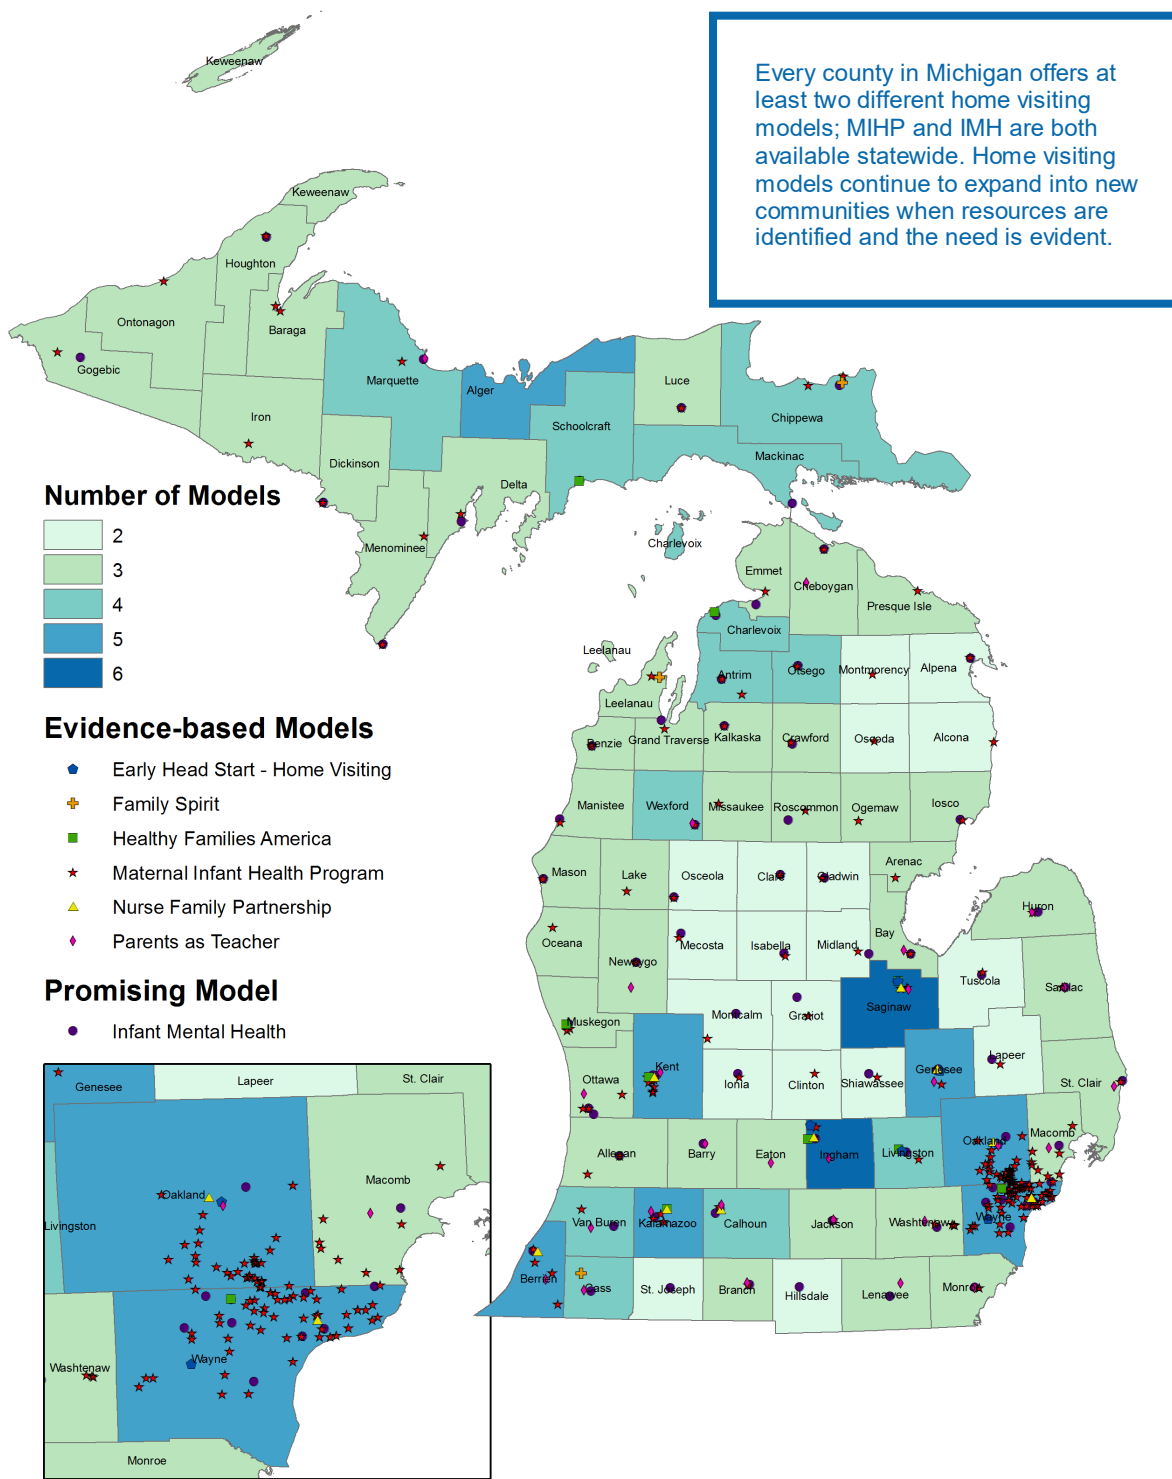 Keweenaw
Every county in Michigan offers at
least two different home visiting
models; MIHP and IMH are both
available statewide. Home visiting
models continue to expand into new
communities when resources are
identified and the need is evident.
Keweenaw
Houghton
Ontonagon
Baraga
Gogebic
Marquette
Alger
Luce
Chippewa
Iron
Schoolcraft
Mackinac
Dickinson
Delta
Menominee
Number of Models
2
3
4
5
6
Charlevoix
Emmet
Cheboygan
Presque Isle
Charlevoix
Leelanau
Antrim
Otsego
Montmorency
Alpena
Leelanau
Benzie
Grand Traverse
Kalkaska
Crawford
Oscoda
Alcona
Evidence-based Models
Early Head Start - Home Visiting
Family Spirit
Healthy Families America
Maternal Infant Health Program
Nurse Family Partnership
Parents as Teacher
Promising Model
Infant Mental Health
Manistee
Wexford
Missaukee
Roscommon
Ogemaw
Iosco
Mason
Lake
Osceola
Clare
Gladwin
Arenac
Huron
Oceana
Newaygo
Mecosta
Isabella
Midland
Bay
Tuscola
Sanilac
Saginaw
Muskegon
Montcalm
Gratiot
Kent
Ottawa
Ionia
Clinton
Shiawassee
Genesee
Lapeer
St. Clair
Allegan
Barry
Eaton
Ingham
Livingston
Oakland
Macomb
Van Buren
Kalamazoo
Calhoun
Jackson
Washtenaw
Wayne
Berrien
Cass
St. Joseph
Branch
Hillsdale
Lenawee
Monroe
Genesee
Lapeer
St. Clair
Oakland
Macomb
Livingston
Washtenaw
Wayne
Monroe